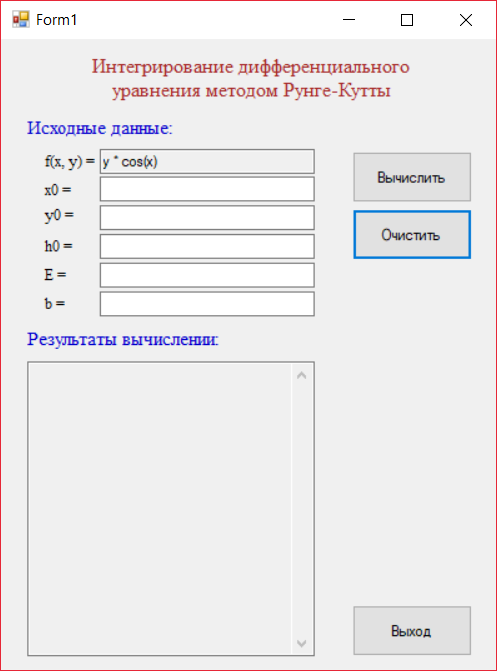 Form1
Интегрирование дифференциального
уравнения методом Рунге-Кутты
Исходные данные:
f(x, y) = y * cos(x)
x0 =
Вычислить
y0 =
Очистить
h0 =
E =
b =
Результаты вычислении:
Выход